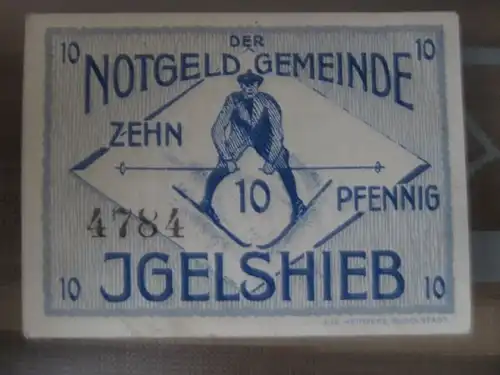 10 DER 10
NOTGELD GEMEINDE
ZEHN
10 PFENNIG
4784
10 JGELSHIEB 10